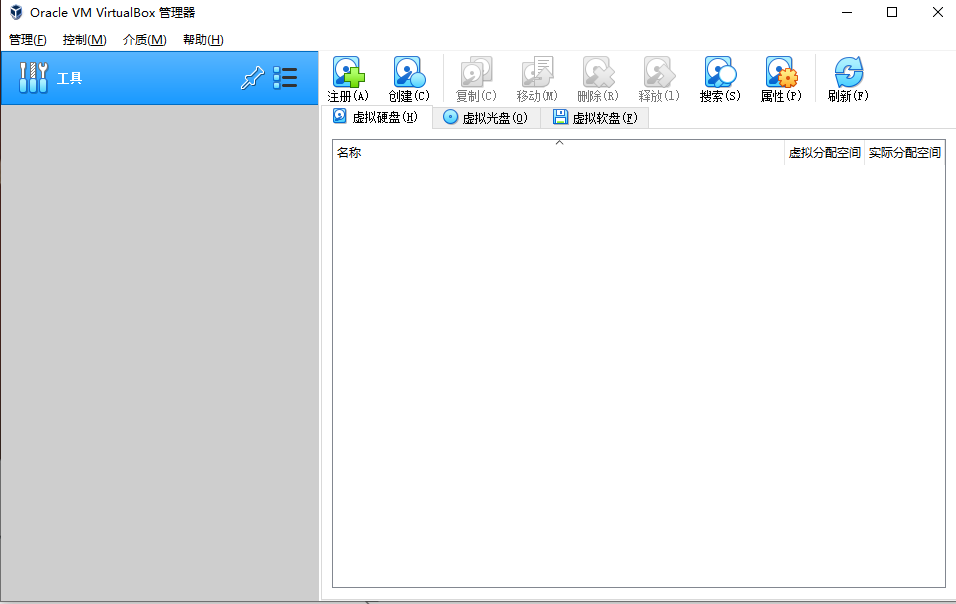 Oracle VM VirtualBox 管理器
管理(F) 控制(M) 介质(M) 帮助(H)
工具
注册(A) 创建(C) 复制(C) 移动(M) 删除(R) 释放(l) 搜索(S) 属性(P) 刷新(F)
虚拟硬盘(H) 虚拟光盘(O) 虚拟软盘(F)
名称 虚拟分配空间 实际分配空间